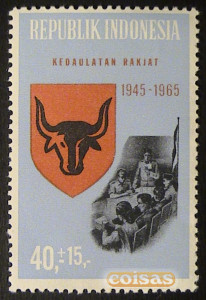 REPUBLIK INDONESIA
KEDAULATAN RAKJAT
1945-1965
40,±15,-
coisas